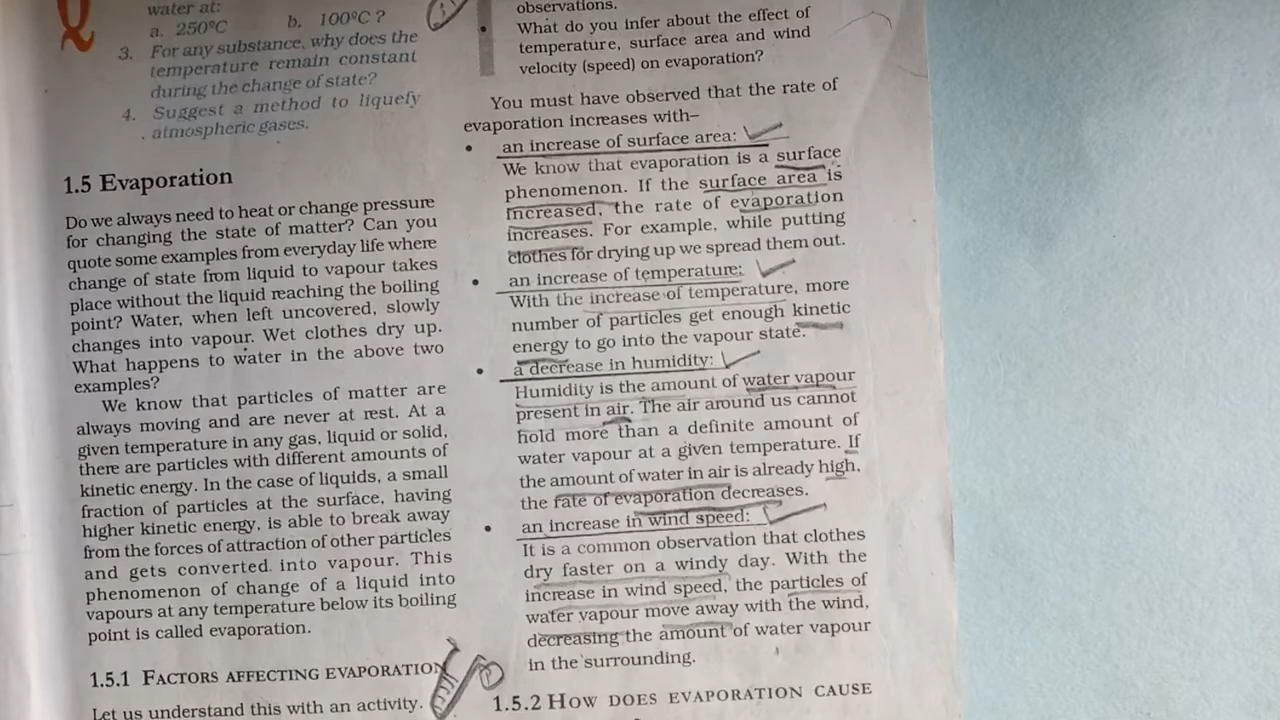 water at:
a. 250°C b. 100°C ?
3. For any substance, why does the
temperature remain constant
during the change of state?
4. Suggest a method to liquefy
atmospheric gases.
1.5 Evaporation
Do we always need to heat or change pressure
for changing the state of matter? Can you
quote some examples from everyday life where
change of state from liquid to vapour takes
place without the liquid reaching the boiling
point? Water, when left uncovered, slowly
changes into vapour. Wet clothes dry up.
What happens to water in the above two
examples?
We know that particles of matter are
always moving and are never at rest. At a
given temperature in any gas, liquid or solid,
there are particles with different amounts of
kinetic energy. In the case of liquids, a small
fraction of particles at the surface, having
higher kinetic energy, is able to break away
from the forces of attraction of other particles
and gets converted into vapour. This
phenomenon of change of a liquid into
vapours at any temperature below its boiling
point is called evaporation.
1.5.1 FACTORS AFFECTING EVAPORATION
Let us understand this with an activity.
observations.
• What do you infer about the effect of
temperature, surface area and wind
velocity (speed) on evaporation?
You must have observed that the rate of
evaporation increases with–
• an increase of surface area:
We know that evaporation is a surface
phenomenon. If the surface area is
increased, the rate of evaporation
increases. For example, while putting
clothes for drying up we spread them out.
• an increase of temperature:
With the increase of temperature, more
number of particles get enough kinetic
energy to go into the vapour state.
• a decrease in humidity:
Humidity is the amount of water vapour
present in air. The air around us cannot
hold more than a definite amount of
water vapour at a given temperature. If
the amount of water in air is already high,
the rate of evaporation decreases.
• an increase in wind speed:
It is a common observation that clothes
dry faster on a windy day. With the
increase in wind speed, the particles of
water vapour move away with the wind,
decreasing the amount of water vapour
in the surrounding.
1.5.2 HOW DOES EVAPORATION CAUSE